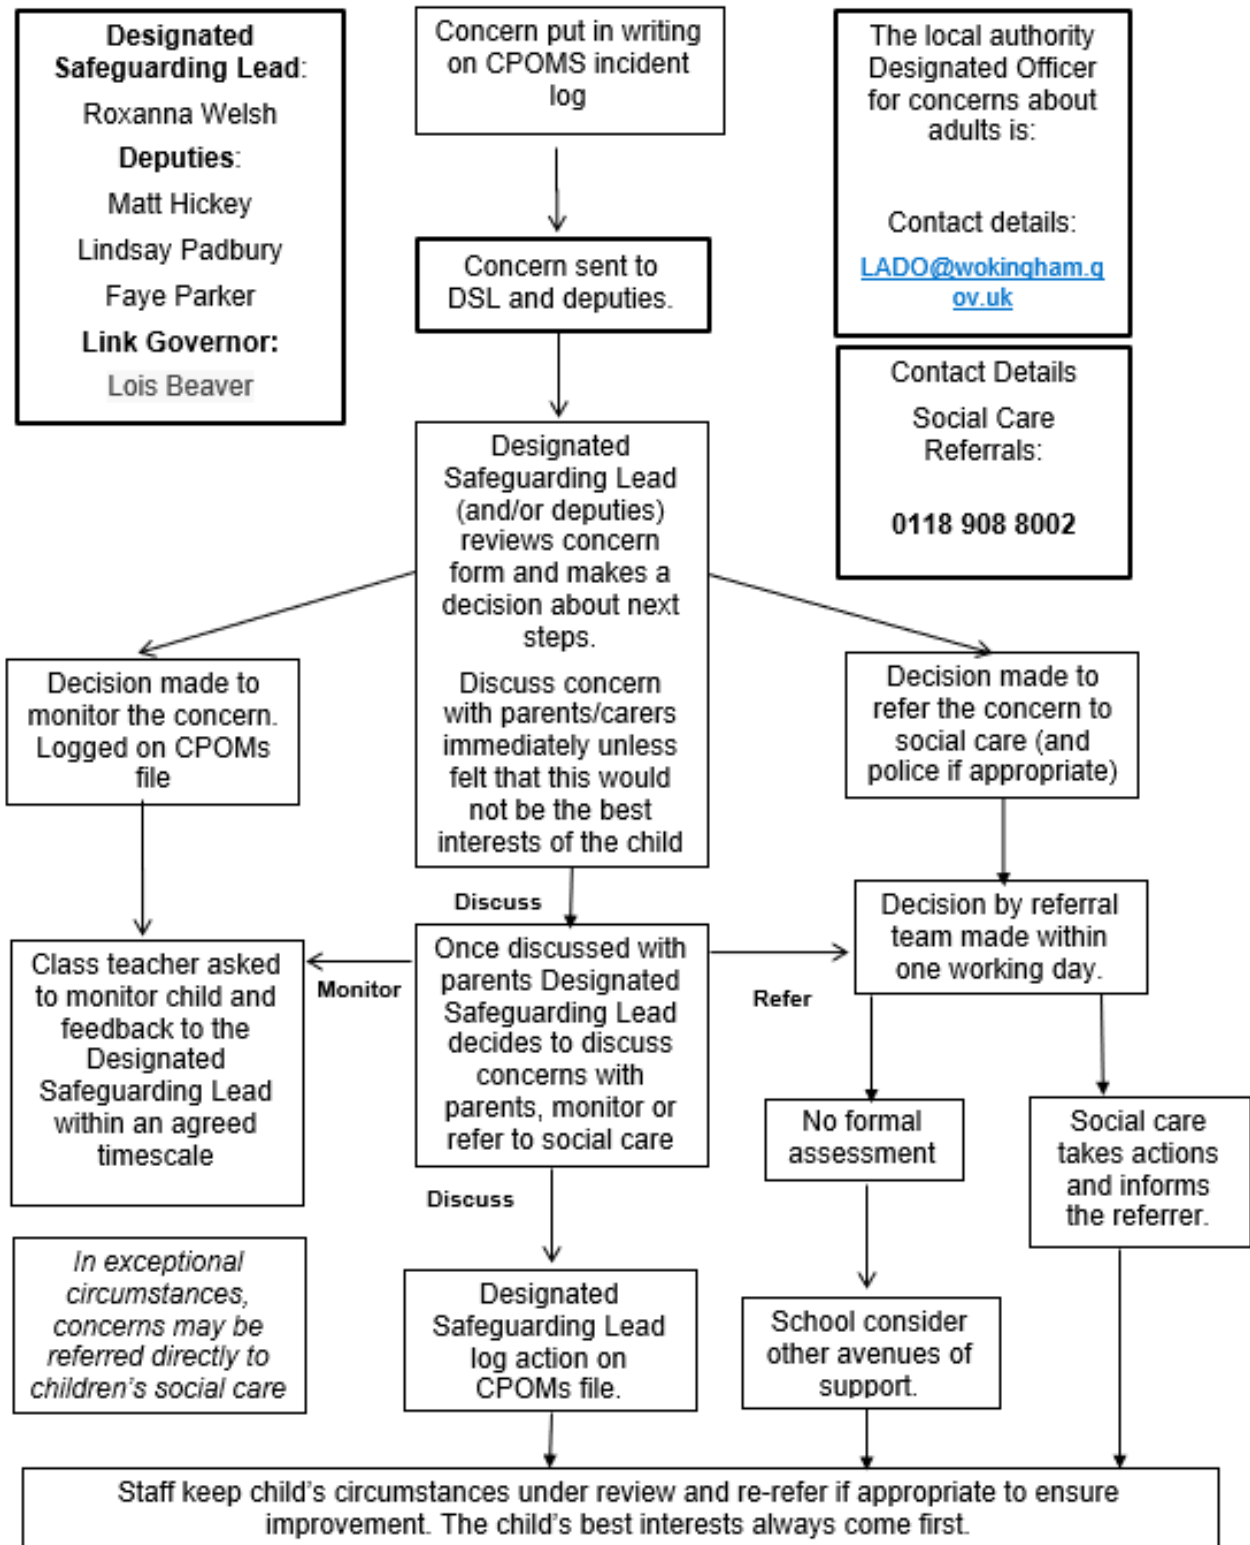 Designated
Safeguarding Lead:
Roxanna Welsh
Deputies:
Matt Hickey
Lindsay Padbury
Faye Parker
Link Governor:
Lois Beaver
Concern put in writing
on CPOMS incident
log
The local authority
Designated Officer
for concerns about
adults is:
Contact details:
LADO@wokingham.g
ov.uk
Concern sent to
DSL and deputies.
Contact Details
Social Care
Referrals:
0118 908 8002
Designated
Safeguarding Lead
(and/or deputies)
reviews concern
form and makes a
decision about next
steps.
Discuss concern
with parents/carers
immediately unless
felt that this would
not be the best
interests of the child
Decision made to
monitor the concern.
Logged on CPOMs
file
Decision made to
refer the concern to
social care (and
police if appropriate)
Discuss
Decision by referral
team made within
one working day.
Class teacher asked
to monitor child and
feedback to the
Designated
Safeguarding Lead
within an agreed
timescale
Monitor
Once discussed with
parents Designated
Safeguarding Lead
decides to discuss
concerns with
parents, monitor or
refer to social care
Refer
No formal
assessment
Social care
takes actions
and informs
the referrer.
Discuss
In exceptional
circumstances,
concerns may be
referred directly to
children's social care
Designated
Safeguarding Lead
log action on
CPOMs file.
School consider
other avenues of
support.
Staff keep child's circumstances under review and re-refer if appropriate to ensure
improvement. The child's best interests always come first.